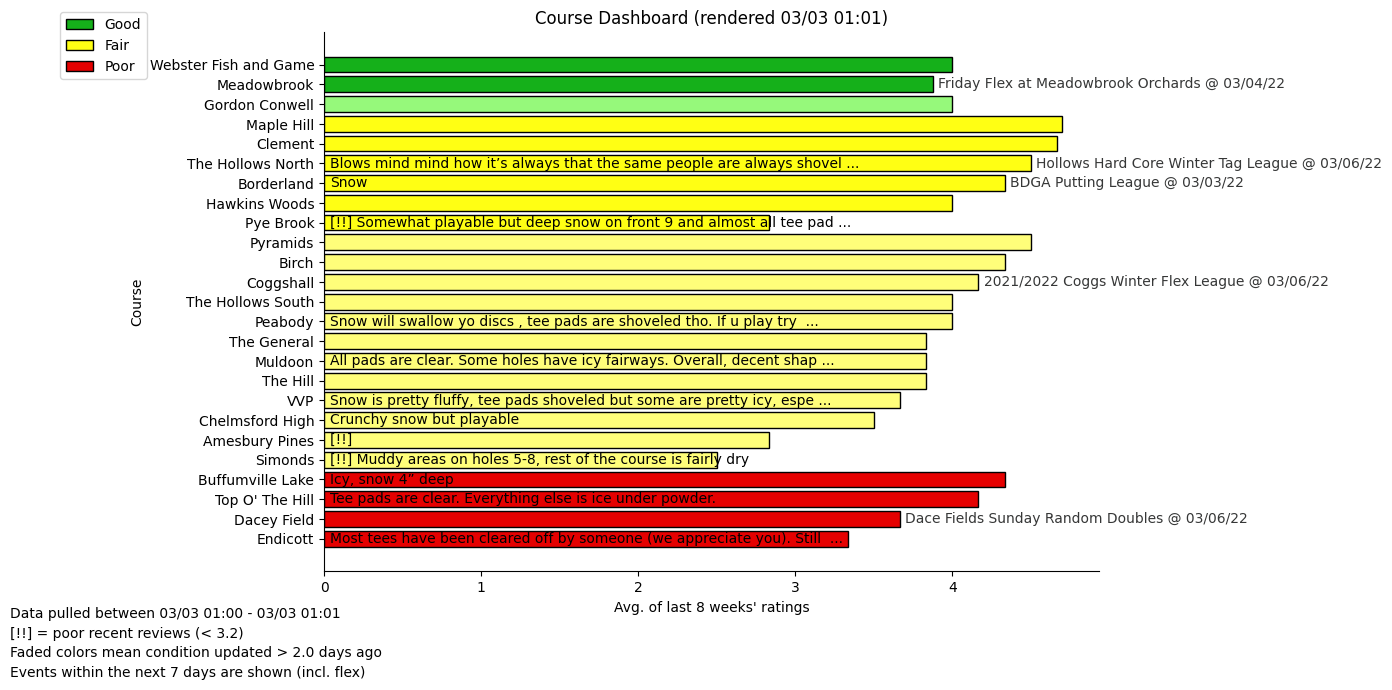 Course Dashboard (rendered 03/03 01:01)
Good
Fair
Poor
Webster Fish and Game
Meadowbrook Friday Flex at Meadowbrook Orchards @ 03/04/22
Gordon Conwell
Maple Hill
Clement
The Hollows North Blows mind mind how it’s always that the same people are always shovel ... Hollows Hard Core Winter Tag League @ 03/06/22
Borderland Snow BDGA Putting League @ 03/03/22
Hawkins Woods
Pye Brook [!!] Somewhat playable but deep snow on front 9 and almost all tee pad ...
Pyramids
Birch
Coggshall 2021/2022 Coggs Winter Flex League @ 03/06/22
The Hollows South
Peabody Snow will swallow yo discs , tee pads are shoveled tho. If u play try  ...
The General
Muldoon All pads are clear. Some holes have icy fairways. Overall, decent shap ...
The Hill
VVP Snow is pretty fluffy, tee pads shoveled but some are pretty icy, espe ...
Chelmsford High Crunchy snow but playable
Amesbury Pines [!!]
Simonds [!!] Muddy areas on holes 5-8, rest of the course is fairly dry
Buffumville Lake Icy, snow 4” deep
Top O' The Hill Tee pads are clear. Everything else is ice under powder.
Dacey Field Dace Fields Sunday Random Doubles @ 03/06/22
Endicott Most tees have been cleared off by someone (we appreciate you). Still  ...
Course
0 1 2 3 4
Avg. of last 8 weeks' ratings
Data pulled between 03/03 01:00 - 03/03 01:01
[!!] = poor recent reviews (< 3.2)
Faded colors mean condition updated > 2.0 days ago
Events within the next 7 days are shown (incl. flex)